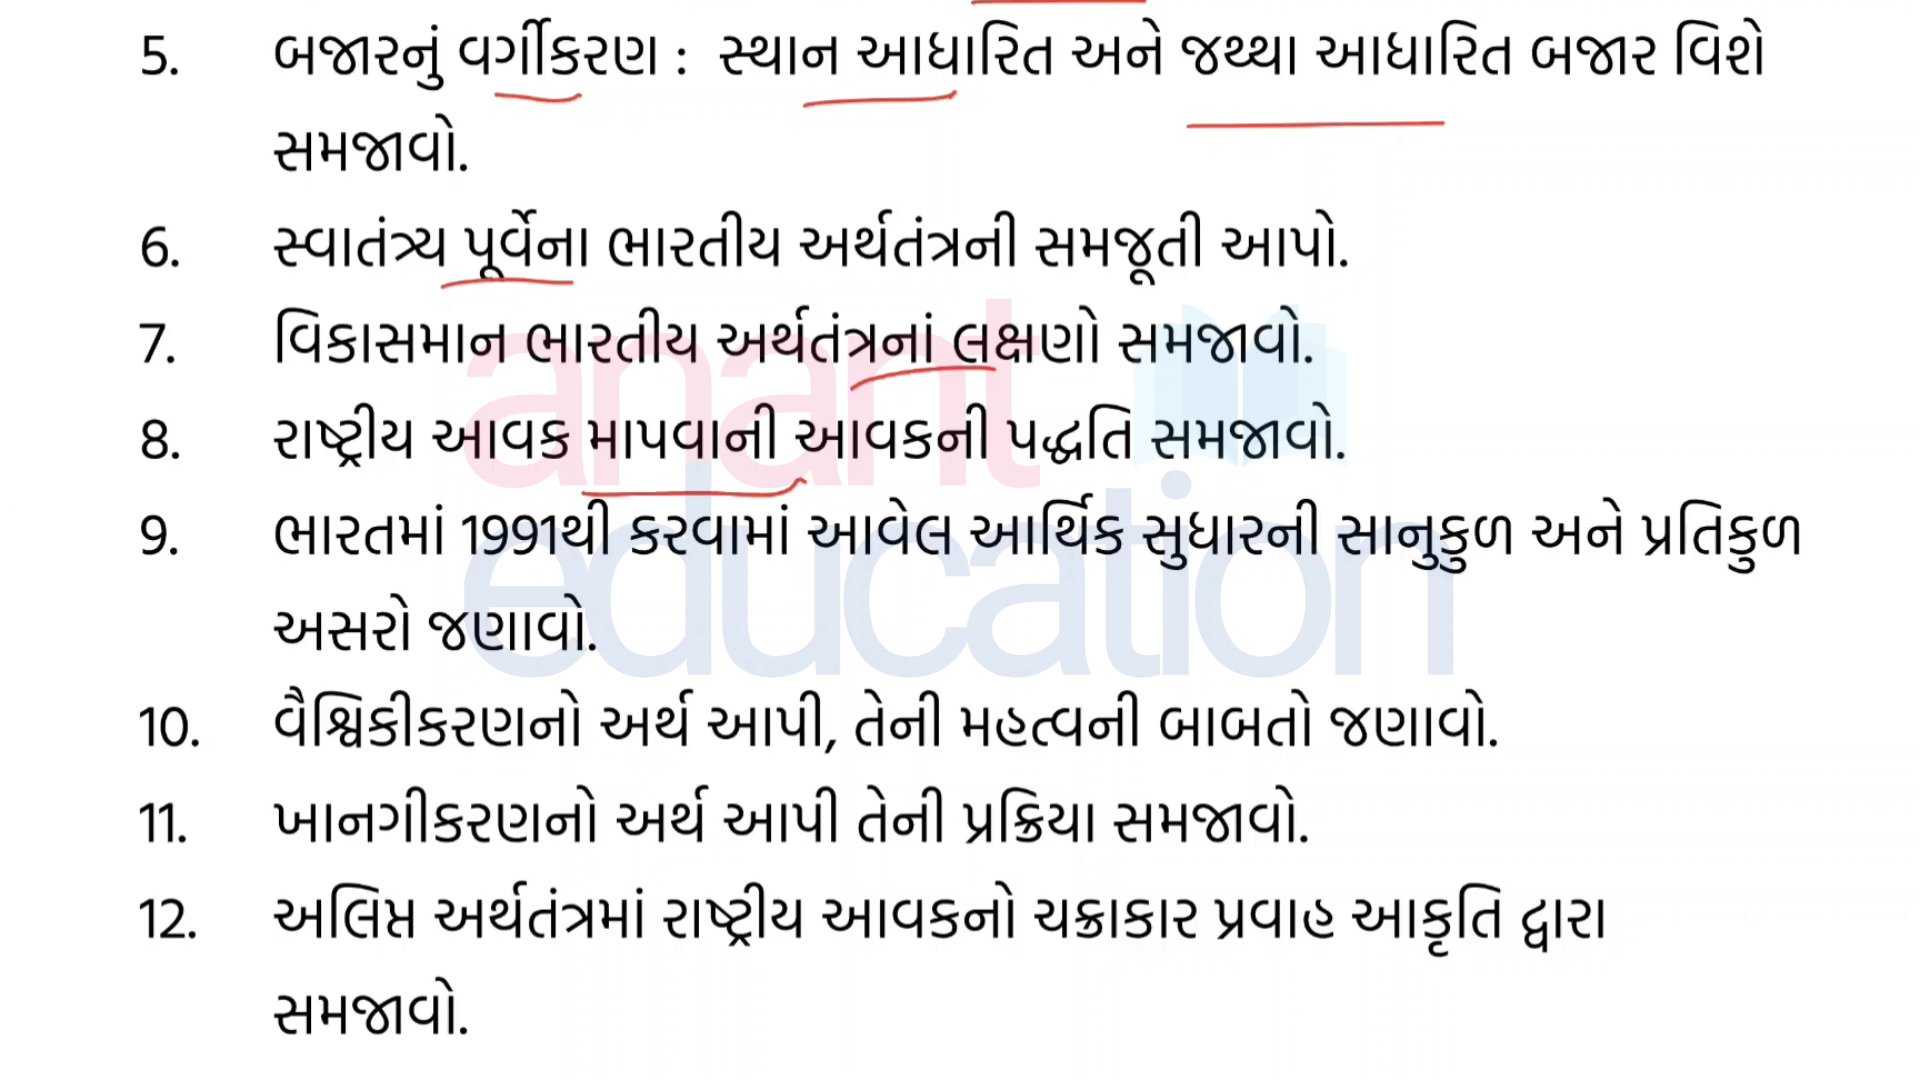 5. બજારનું વર્ગીકરણ : સ્થાન આધારિત અને જથ્થા આધારિત બજાર વિશે
સમજાવો.
6. સ્વાતંત્ર્ય પૂર્વેના ભારતીય અર્થતંત્રની સમજૂતી આપો.
7. વિકાસમાન ભારતીય અર્થતંત્રનાં લક્ષણો સમજાવો.
8. રાષ્ટ્રીય આવક માપવાની આવકની પદ્ધતિ સમજાવો.
9. ભારતમાં 1991થી કરવામાં આવેલ આર્થિક સુધારની સાનુકુળ અને પ્રતિકુળ
અસરો જણાવો.
10. વૈશ્વિકીકરણનો અર્થ આપી, તેની મહત્વની બાબતો જણાવો.
11. ખાનગીકરણનો અર્થ આપી તેની પ્રક્રિયા સમજાવો.
12. અલિપ્ત અર્થતંત્રમાં રાષ્ટ્રીય આવકનો ચક્રાકાર પ્રવાહ આકૃતિ દ્વારા
સમજાવો.
anant
education